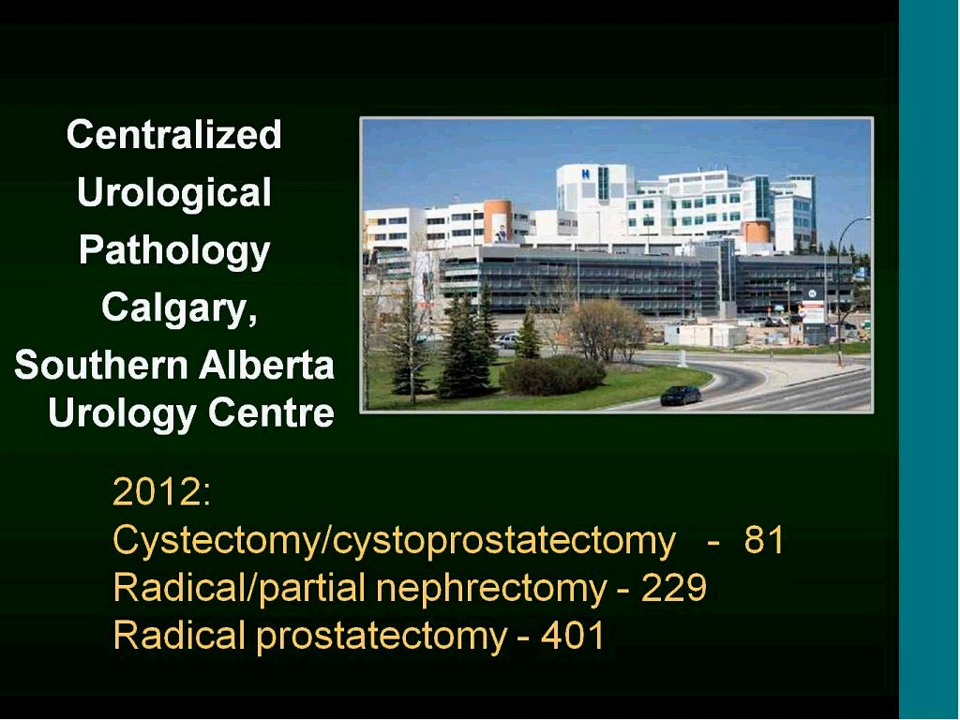 Centralized
Urological
Pathology
Calgary,
Southern Alberta
Urology Centre
H
2012:
Cystectomy/cystoprostatectomy - 81
Radical/partial nephrectomy - 229
Radical prostatectomy - 401